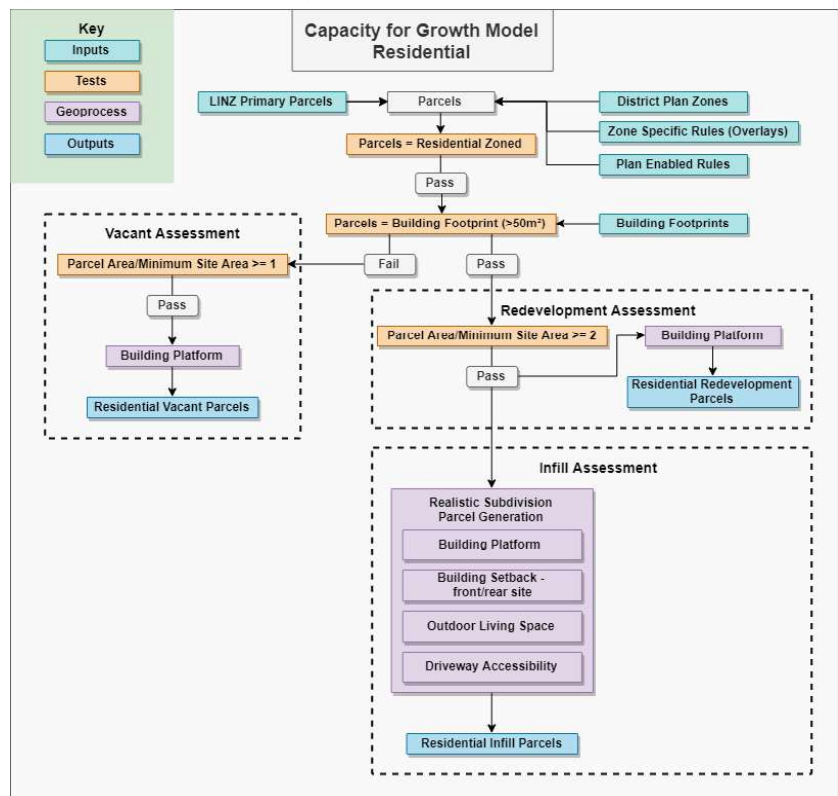 Key
Inputs
Tests
Geoprocess
Outputs
Capacity for Growth Model
Residential
LINZ Primary Parcels
Parcels
District Plan Zones
Zone Specific Rules (Overlays)
Plan Enabled Rules
Parcels = Residential Zoned
Pass
Parcels = Building Footprint (>50m²)
Building Footprints
Fail
Pass
Vacant Assessment
Parcel Area/Minimum Site Area >= 1
Pass
Building Platform
Residential Vacant Parcels
Redevelopment Assessment
Parcel Area/Minimum Site Area >= 2
Building Platform
Pass
Residential Redevelopment
Parcels
Infill Assessment
Realistic Subdivision
Parcel Generation
Building Platform
Building Setback -
front/rear site
Outdoor Living Space
Driveway Accessibility
Residential Infill Parcels